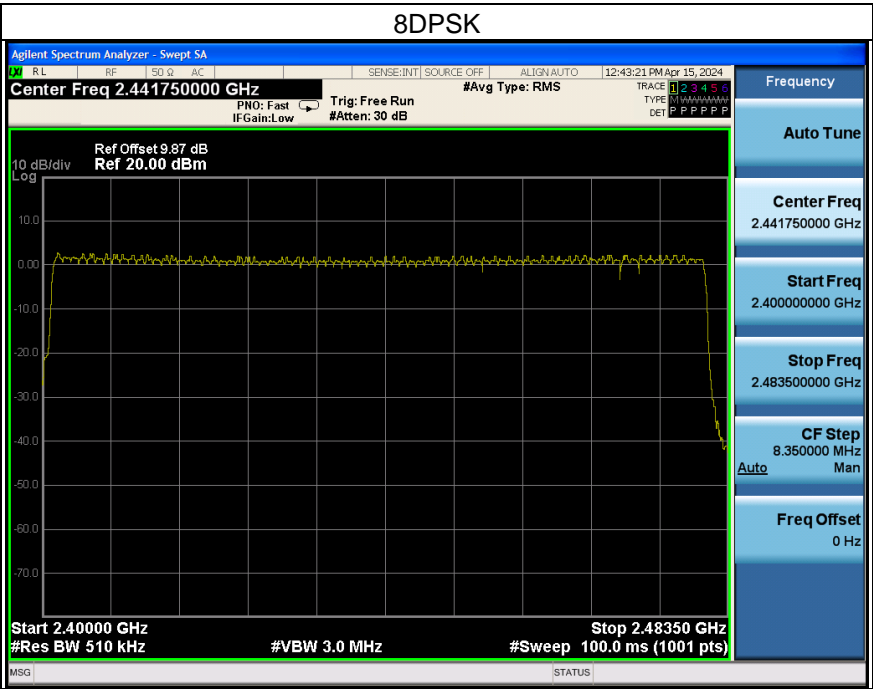 8DPSK
Agilent Spectrum Analyzer - Swept SA
LXI RL RF 50 Ω AC SENSE:INT SOURCE OFF ALIGN AUTO 12:43:21 PM Apr 15, 2024
Center Freq 2.441750000 GHz #Avg Type: RMS TRACE 1 2 3 4 5 6
PNO: Fast Trig: Free Run TYPE M WWWWW
IFGain:Low #Atten: 30 dB DET P P P P P P
Ref Offset 9.87 dB
10 dB/div Ref 20.00 dBm
Log
10.0
0.00
-10.0
-20.0
-30.0
-40.0
-50.0
-60.0
-70.0
Start 2.40000 GHz Stop 2.48350 GHz
#Res BW 510 kHz #VBW 3.0 MHz #Sweep 100.0 ms (1001 pts)
MSG STATUS
Frequency
Auto Tune
Center Freq
2.441750000 GHz
Start Freq
2.400000000 GHz
Stop Freq
2.483500000 GHz
CF Step
8.350000 MHz
Auto Man
Freq Offset
0 Hz